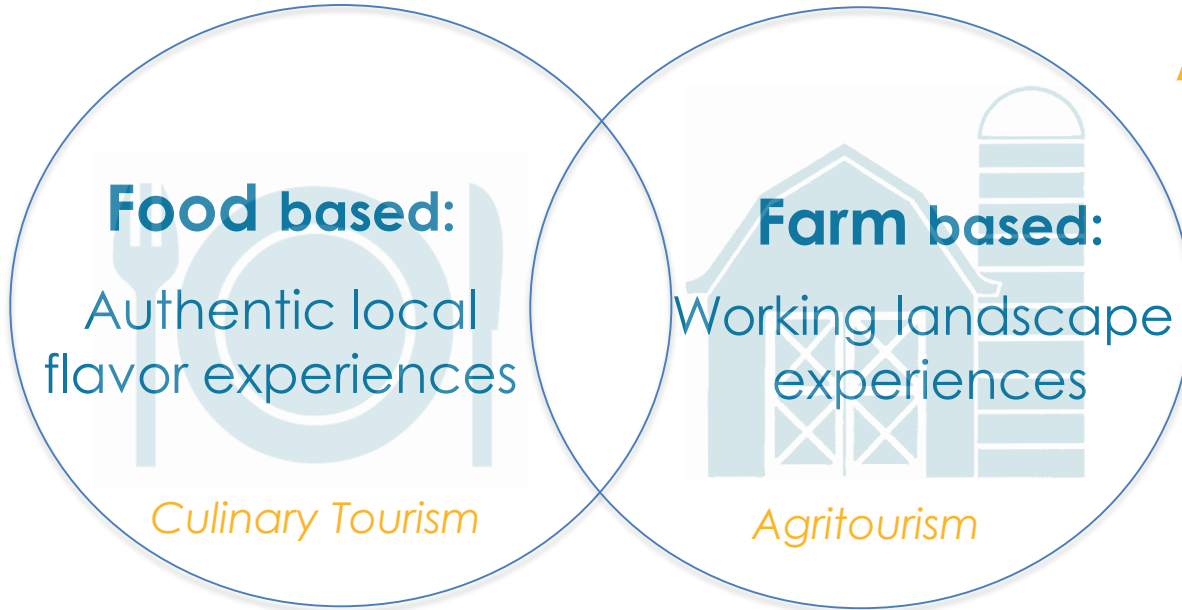 Food based:
Authentic local
flavor experiences
Culinary Tourism
Farm based:
Working landscape
experiences
Agritourism